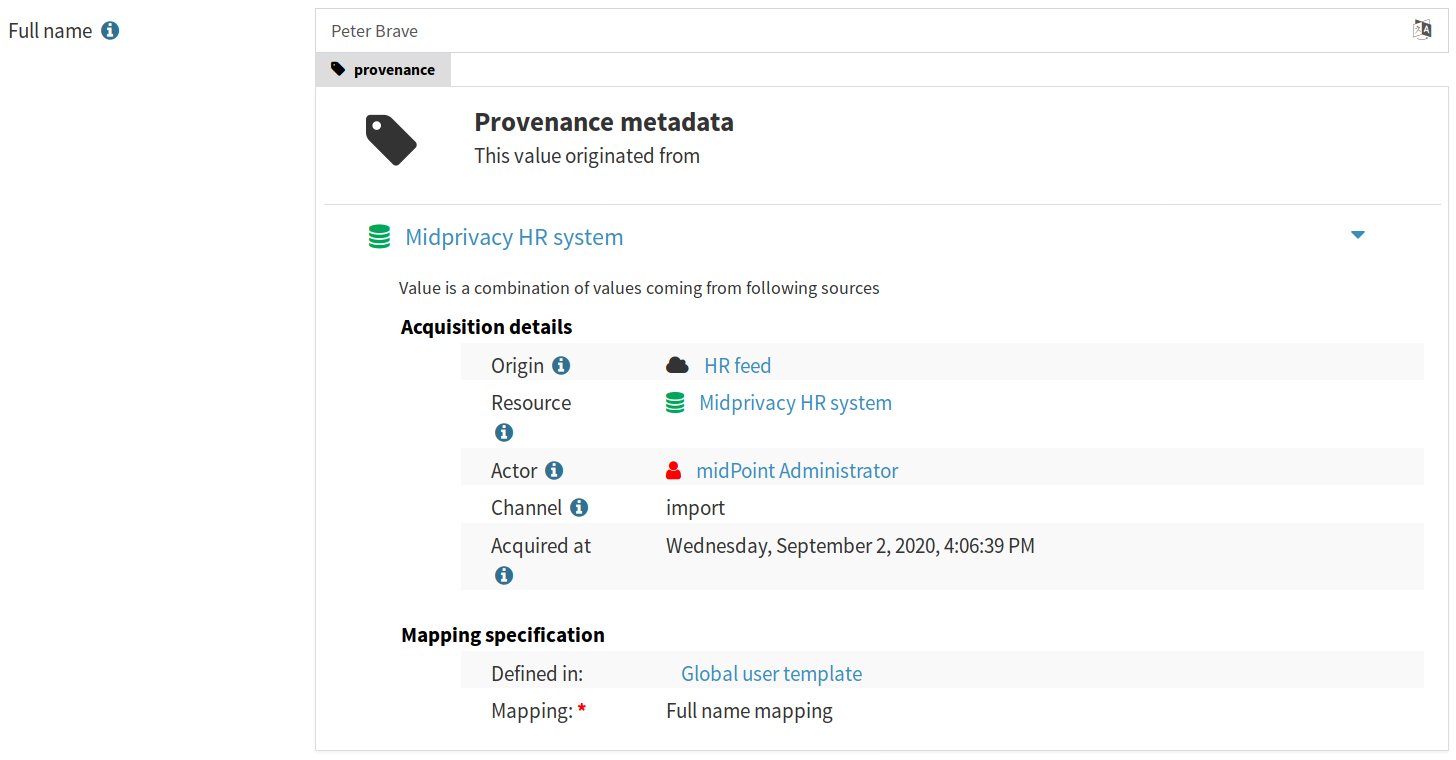 Full name
Peter Brave
provenance
Provenance metadata
This value originated from
Midprivacy HR system
Value is a combination of values coming from following sources
Acquisition details
Origin HR feed
Resource Midprivacy HR system
Actor midPoint Administrator
Channel import
Acquired at Wednesday, September 2, 2020, 4:06:39 PM
Mapping specification
Defined in: Global user template
Mapping: * Full name mapping